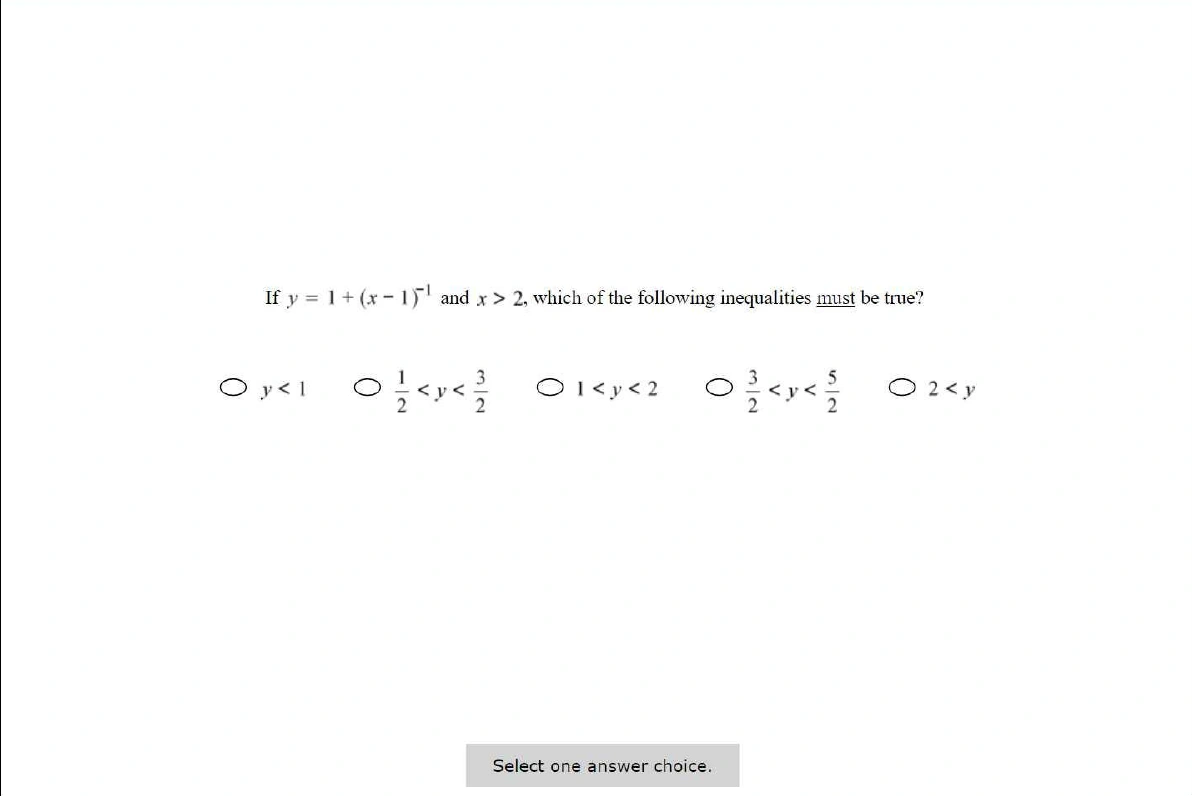 If y = 1 + (x − 1)⁻¹ and x > 2, which of the following inequalities must be true?
y < 1   1/2 < y < 3/2   1 < y < 2   3/2 < y < 5/2   2 < y
Select one answer choice.